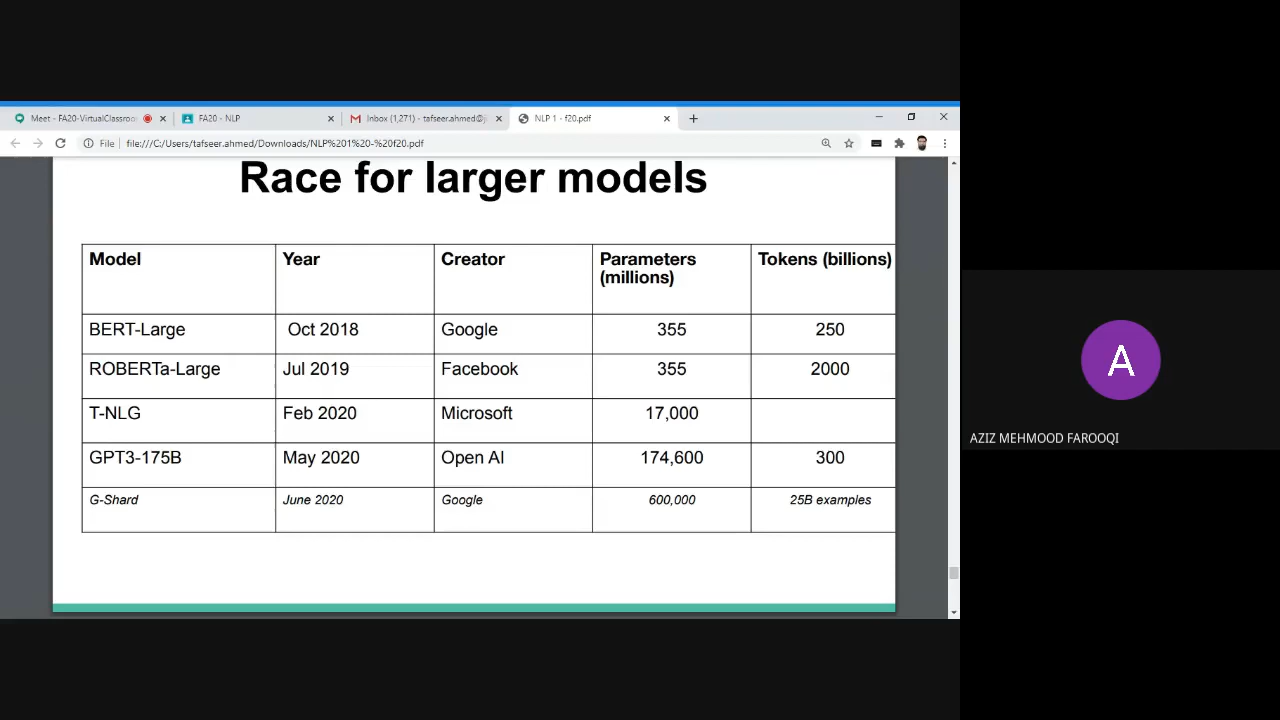 Meet - FA20-VirtualClassroo
FA20 - NLP
Inbox (1,271) - tafseer.ahmed@j
NLP 1 - f20.pdf
File
file:///C:/Users/tafseer.ahmed/Downloads/NLP%201%20-%20f20.pdf
Race for larger models
Model Year Creator Parameters (millions) Tokens (billions)
BERT-Large Oct 2018 Google 355 250
ROBERTa-Large Jul 2019 Facebook 355 2000
T-NLG Feb 2020 Microsoft 17,000
GPT3-175B May 2020 Open AI 174,600 300
G-Shard June 2020 Google 600,000 25B examples
A
AZIZ MEHMOOD FAROOQI